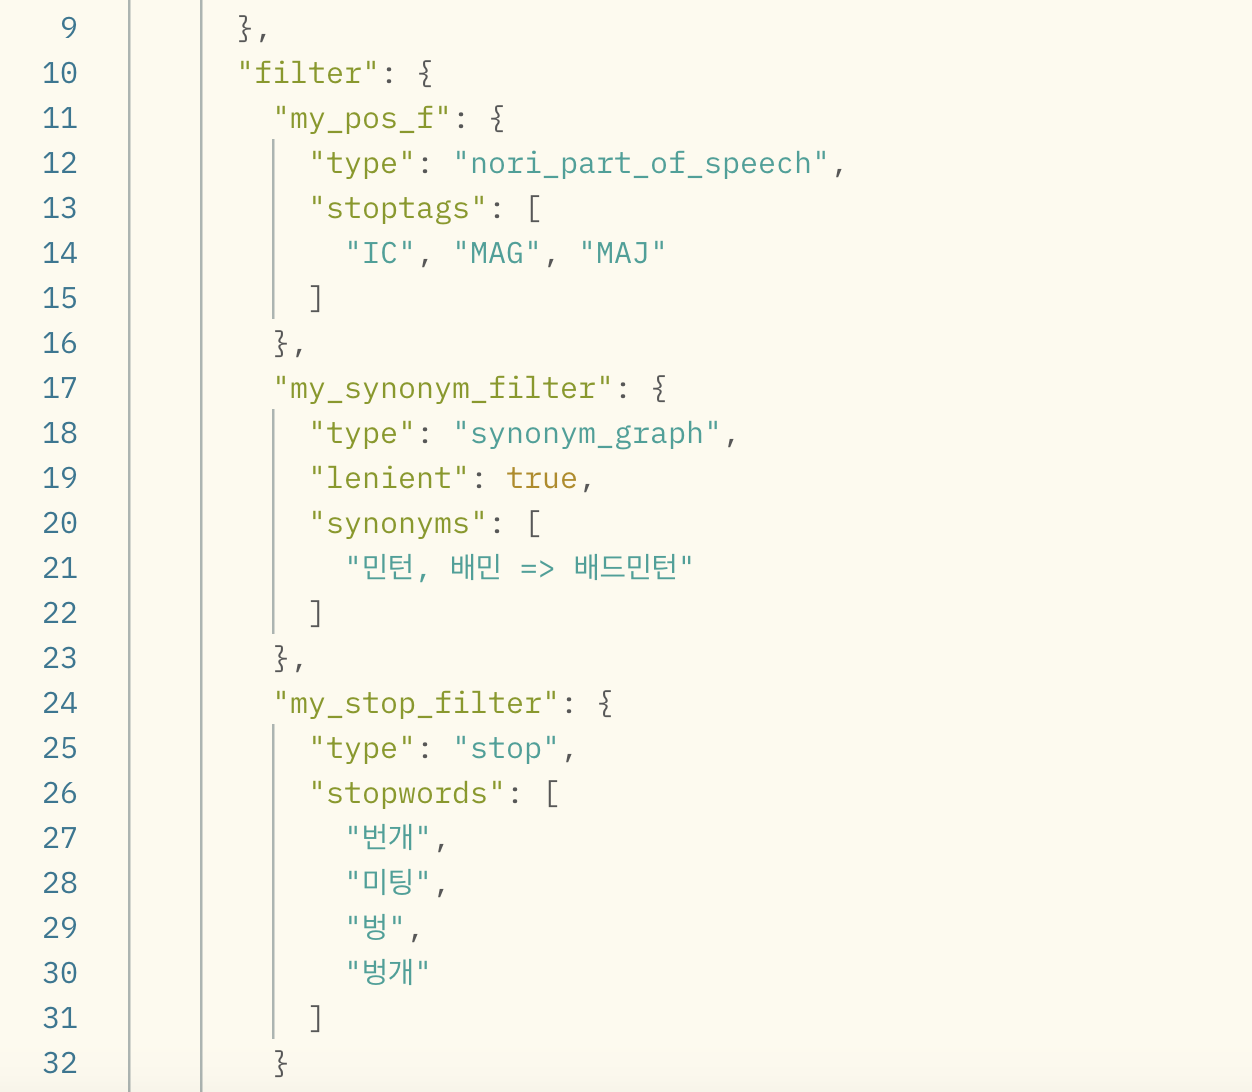 9 },
10 "filter": {
11 "my_pos_f": {
12 "type": "nori_part_of_speech",
13 "stoptags": [
14 "IC", "MAG", "MAJ"
15 ]
16 },
17 "my_synonym_filter": {
18 "type": "synonym_graph",
19 "lenient": true,
20 "synonyms": [
21 "민턴, 배민 => 배드민턴"
22 ]
23 },
24 "my_stop_filter": {
25 "type": "stop",
26 "stopwords": [
27 "번개",
28 "미팅",
29 "벙",
30 "벙개"
31 ]
32 }